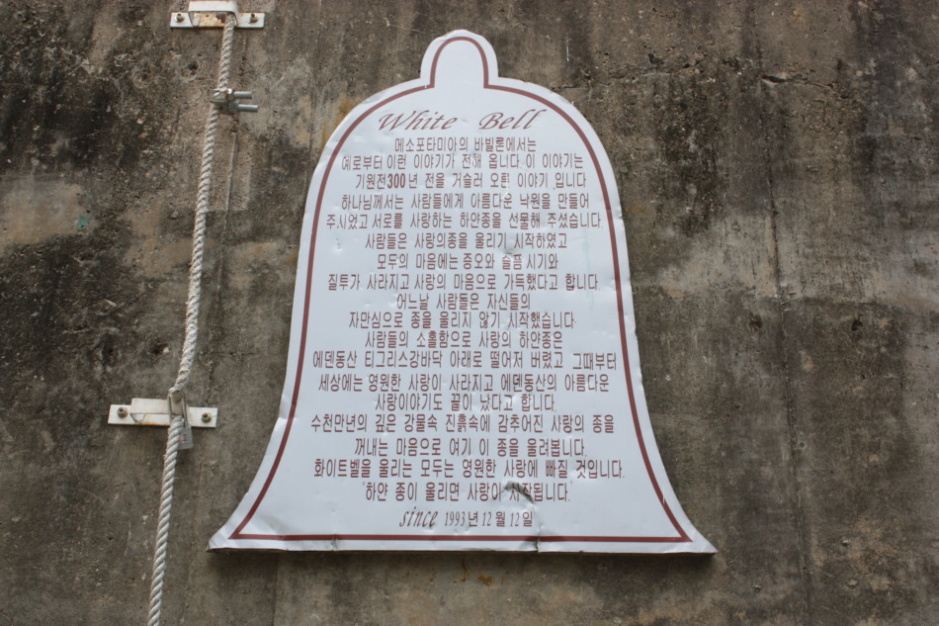 White Bell
메소포타미아의 바빌론에서는
예로부터 이런 이야기가 전해 옵니다. 이 이야기는
기원전300년 전을 거슬러 오란 이야기 입니다
하나님께서는 사람들에게 아름다운 낙원을 만들어
주시었고 서로를 사랑하는 하얀종을 선물해 주셨습니다.
사람들은 사랑의종을 울리기 시작하였고
모두의 마음에는 증오와 슬픔 시기와
질투가 사라지고 사랑의 마음으로 가득했다고 합니다.
어느날 사람들은 자신들의
자만심으로 종을 울리지 않기 시작했습니다.
사람들의 소홀함으로 사랑의 하얀종은
에덴동산 티그리스강바닥 아래로 떨어저 버렸고 그때부터
세상에는 영원한 사랑이 사라지고 에덴동산의 아름다운
사랑이야기도 끝이 났다고 합니다.
수천만년의 깊은 강물속 진흙속에 감추어진 사랑의 종을
꺼내는 마음으로 여기 이 종을 울려봅니다.
화이트벨을 울리는 모두는 영원한 사랑에 빠질 것입니다.
'하얀 종이 울리면 사랑이 시작됩니다.'
since 1993년 12월 12일